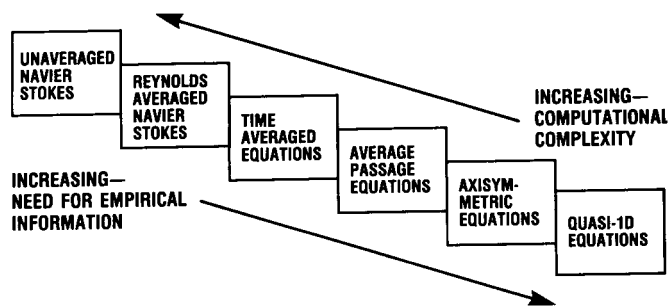 UNAVERAGED
NAVIER
STOKES
REYNOLDS
AVERAGED
NAVIER
STOKES
TIME
AVERAGED
EQUATIONS
AVERAGE
PASSAGE
EQUATIONS
AXISYM-
METRIC
EQUATIONS
QUASI-1D
EQUATIONS
INCREASING—
COMPUTATIONAL
COMPLEXITY
INCREASING—
NEED FOR EMPIRICAL
INFORMATION